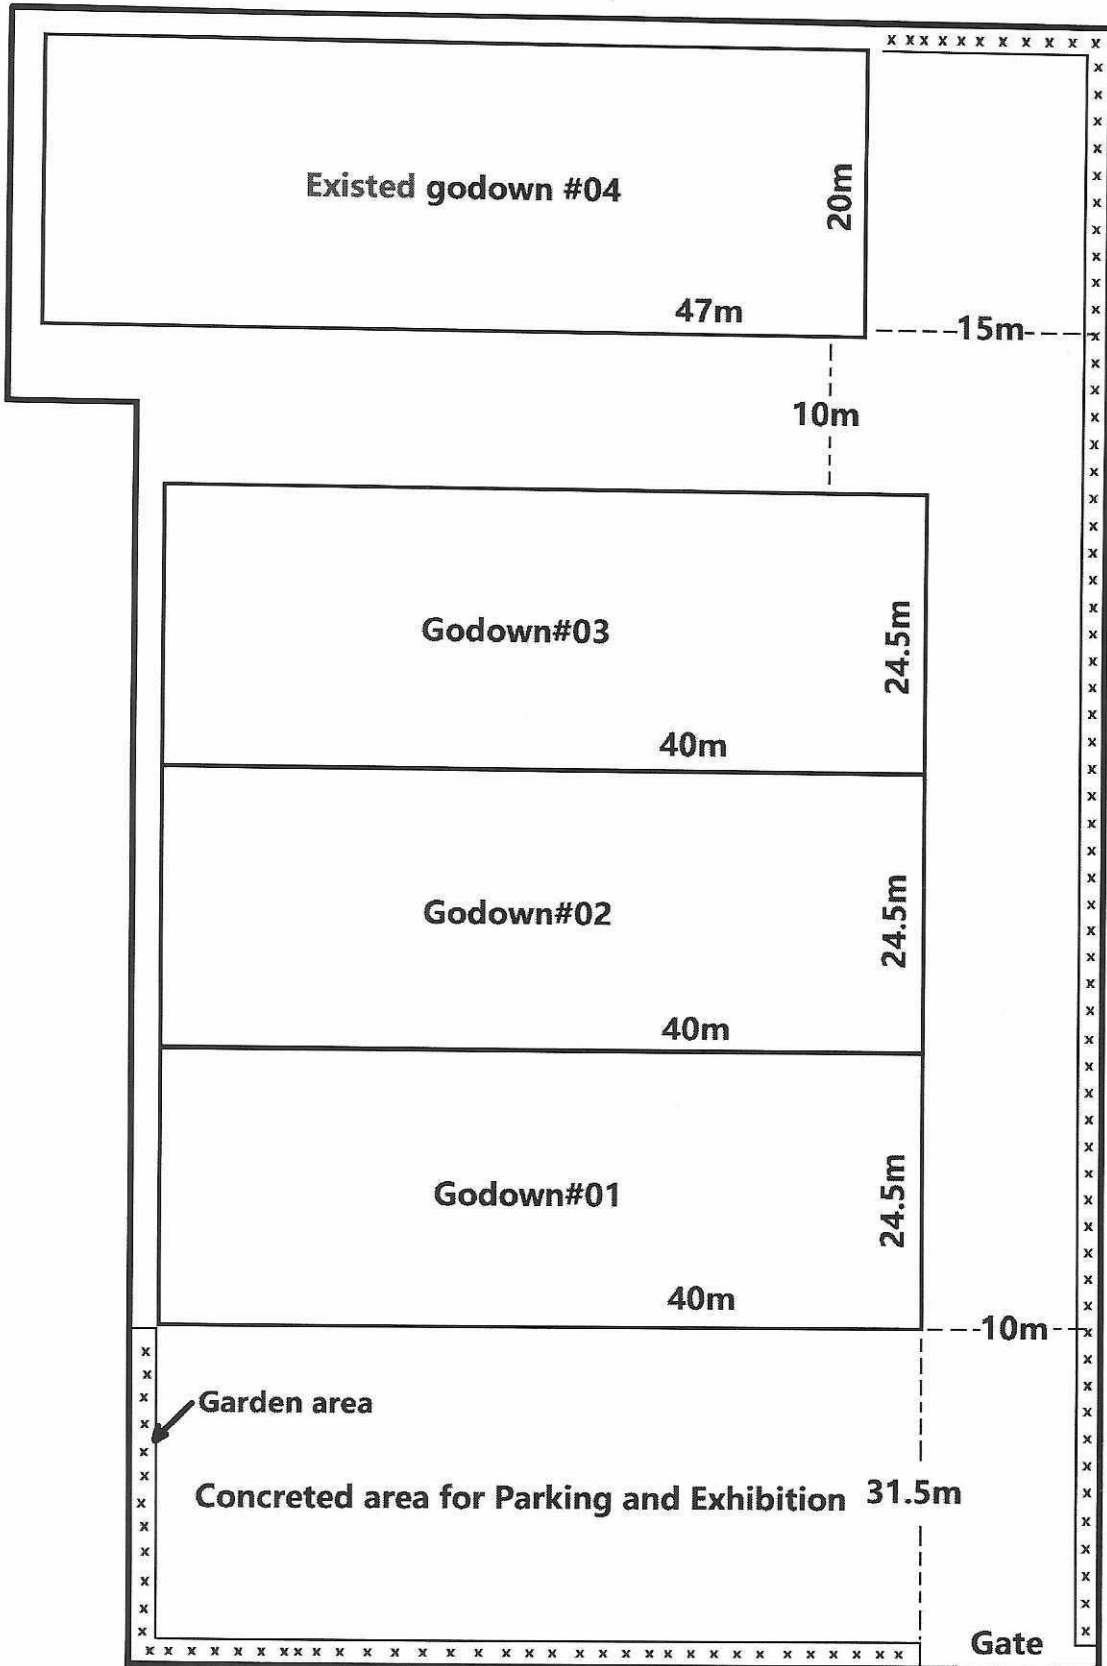 Existed godown #04
20m
47m
15m
10m
Godown#03
24.5m
40m
Godown#02
24.5m
40m
Godown#01
24.5m
40m
10m
Garden area
Concreted area for Parking and Exhibition
31.5m
Gate